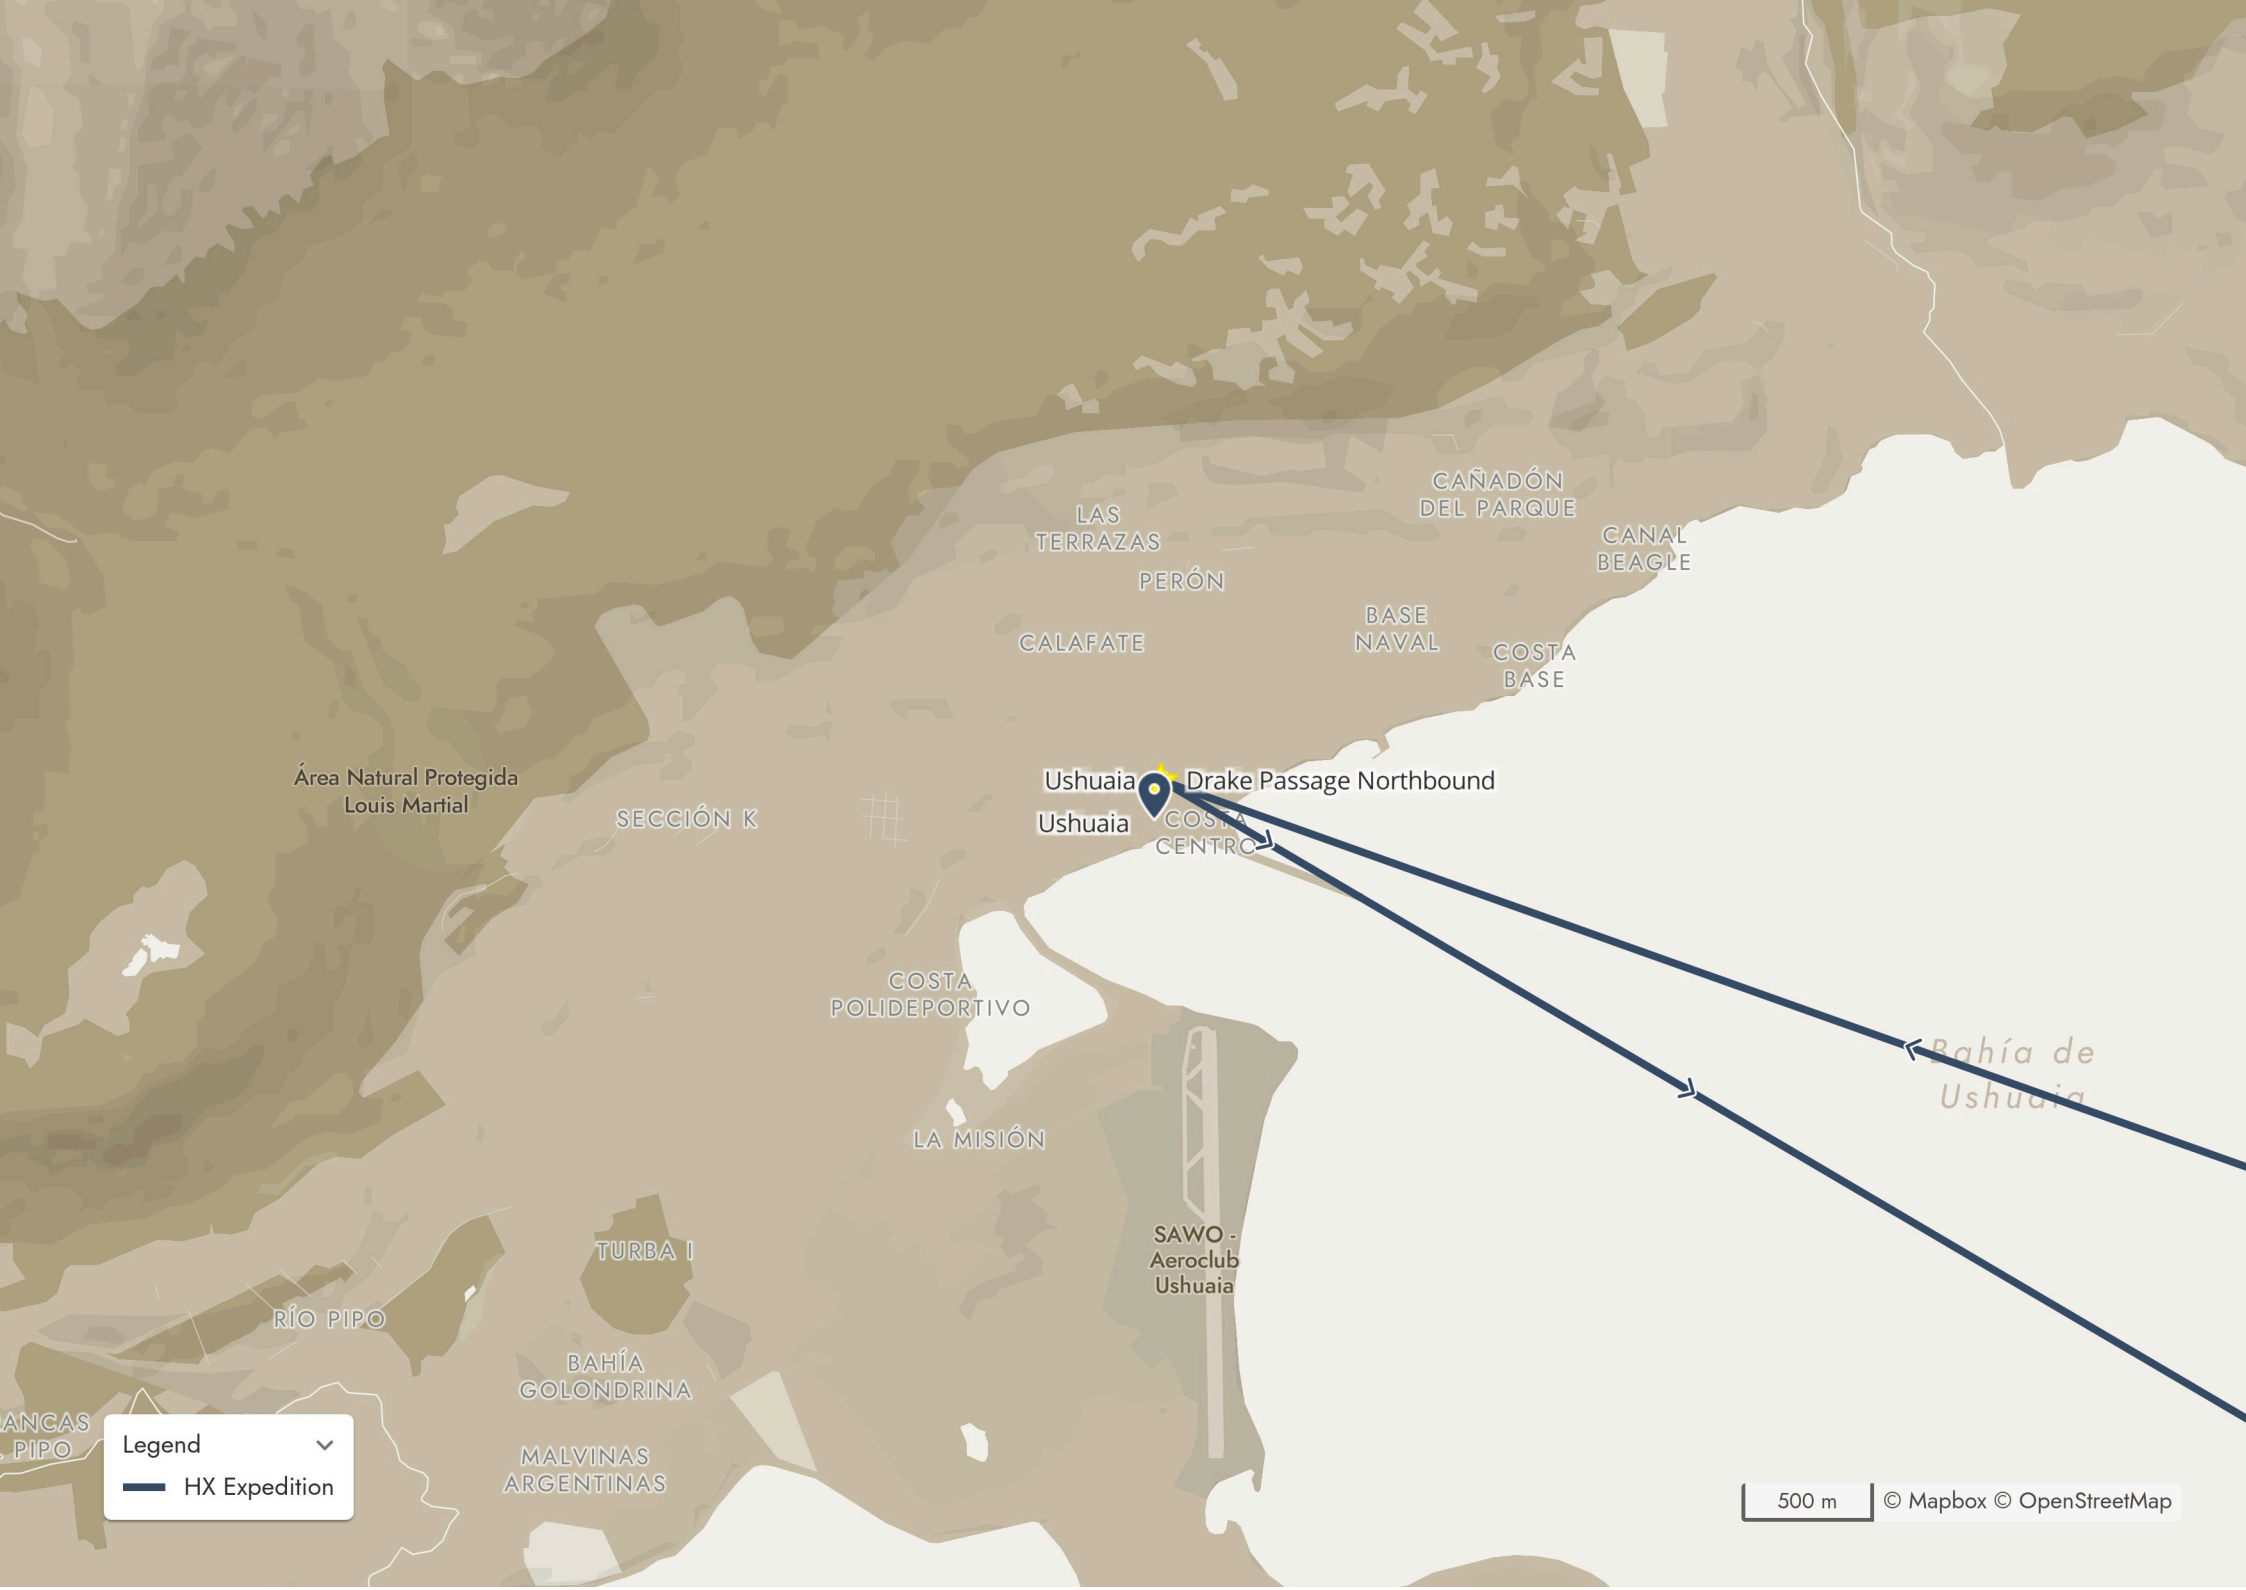 CAÑADÓN
DEL PARQUE
LAS
TERRAZAS
CANAL
BEAGLE
PERÓN
BASE
NAVAL
CALAFATE
COSTA
BASE
Área Natural Protegida
Louis Martial
Ushuaia
Drake Passage Northbound
SECCIÓN K
Ushuaia
COSTA
CENTRO
COSTA
POLIDEPORTIVO
Bahía de
Ushuaia
LA MISIÓN
SAWO -
Aeroclub
Ushuaia
TURBA I
RÍO PIPO
BAHÍA
GOLONDRINA
ANCAS
PIPO
MALVINAS
ARGENTINAS
Legend
HX Expedition
500 m
© Mapbox © OpenStreetMap